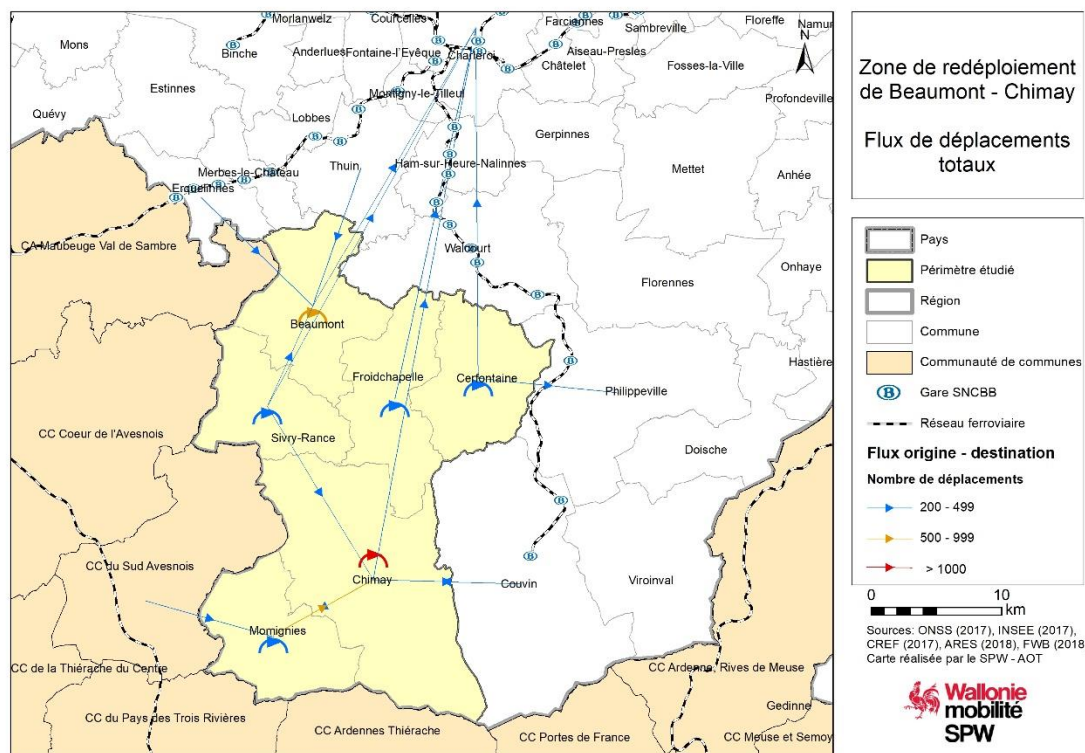 Mons
Morlanwelz
Courcelles
Farciennes
Sambreville
Floreffe
Namur
N
Binche
Anderlues
Fontaine-l'Evêque
Charleroi
Aiseau-Presles
Châtelet
Fosses-la-Ville
Estinnes
Quévy
Montigny-le-Tilleul
Lobbes
Profondeville
Gerpinnes
Mettet
Anhée
Thuin
Ham-sur-Heure-Nalinnes
Merbes-le-Château
Erquelinnes
CA Maubeuge Val de Sambre
Walcourt
Onhaye
Florennes
Beaumont
Hastière
Froidchapelle
Cerfontaine
Philippeville
CC Coeur de l'Avesnois
Sivry-Rance
Doische
CC du Sud Avesnois
Chimay
Couvin
Viroinval
Momignies
CC de la Thiérache du Centre
CC Ardenne, Rives de Meuse
Gedinne
CC du Pays des Trois Rivières
CC Ardennes Thiérache
CC Portes de France
CC Meuse et Semoy
Zone de redéploiement
de Beaumont - Chimay
Flux de déplacements
totaux
Pays
Périmètre étudié
Région
Commune
Communauté de communes
B Gare SNCBB
Réseau ferroviaire
Flux origine - destination
Nombre de déplacements
200 - 499
500 - 999
> 1000
0 10
km
Sources: ONSS (2017), INSEE (2017),
CREF (2017), ARES (2018), FWB (2018
Carte réalisée par le SPW - AOT
Wallonie
mobilité
SPW